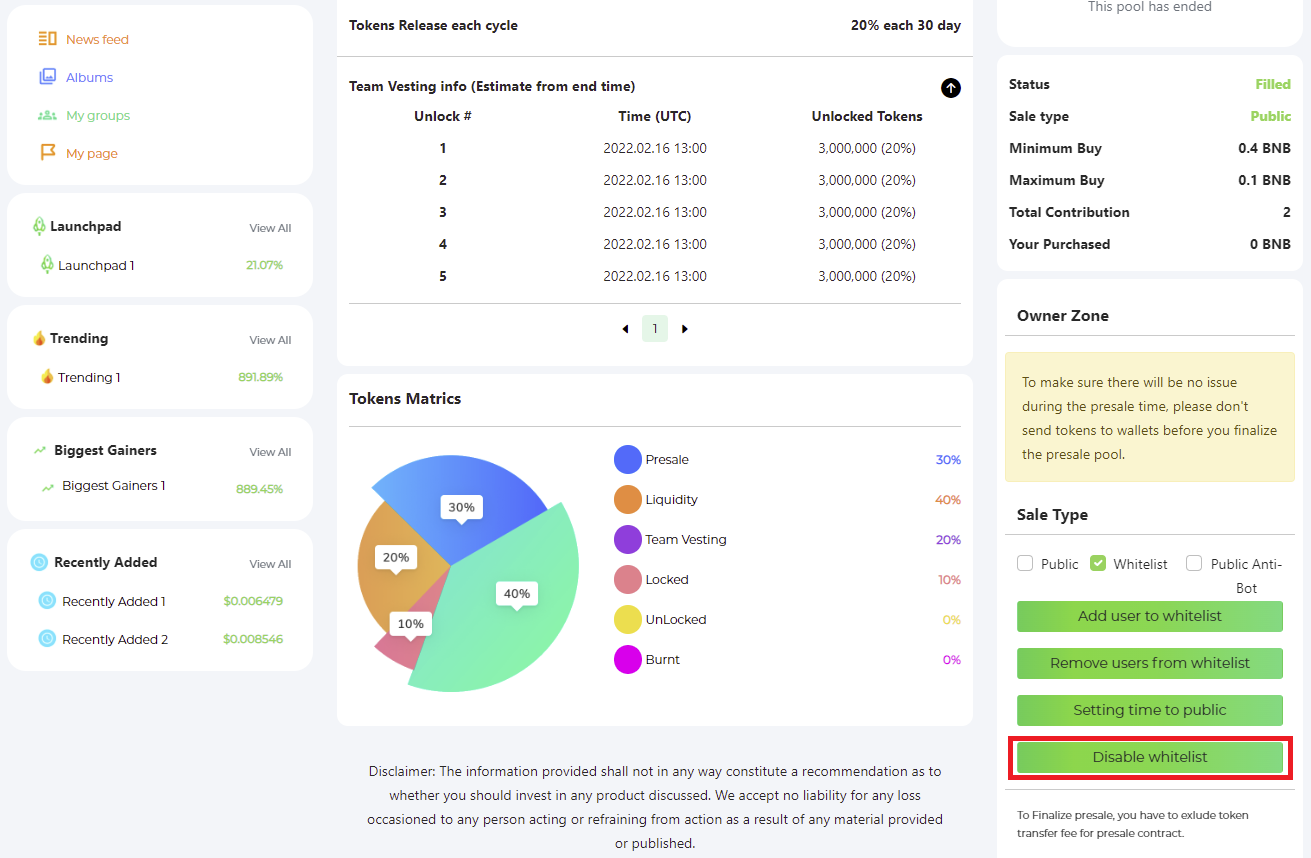 News feed
Albums
My groups
My page
Launchpad View All
Launchpad 1 21.07%
Trending View All
Trending 1 891.89%
Biggest Gainers View All
Biggest Gainers 1 889.45%
Recently Added View All
Recently Added 1 $0.006479
Recently Added 2 $0.008546
Tokens Release each cycle 20% each 30 day
Team Vesting info (Estimate from end time)
Unlock # Time (UTC) Unlocked Tokens
1 2022.02.16 13:00 3,000,000 (20%)
2 2022.02.16 13:00 3,000,000 (20%)
3 2022.02.16 13:00 3,000,000 (20%)
4 2022.02.16 13:00 3,000,000 (20%)
5 2022.02.16 13:00 3,000,000 (20%)
1
Tokens Matrics
30%
20%
40%
10%
Presale 30%
Liquidity 40%
Team Vesting 20%
Locked 10%
UnLocked 0%
Burnt 0%
Disclaimer: The information provided shall not in any way constitute a recommendation as to
whether you should invest in any product discussed. We accept no liability for any loss
occasioned to any person acting or refraining from action as a result of any material provided
or published.
This pool has ended
Status Filled
Sale type Public
Minimum Buy 0.4 BNB
Maximum Buy 0.1 BNB
Total Contribution 2
Your Purchased 0 BNB
Owner Zone
To make sure there will be no issue
during the presale time, please don't
send tokens to wallets before you finalize
the presale pool.
Sale Type
Public Whitelist Public Anti-
Bot
Add user to whitelist
Remove users from whitelist
Setting time to public
Disable whitelist
To Finalize presale, you have to exlude token
transfer fee for presale contract.